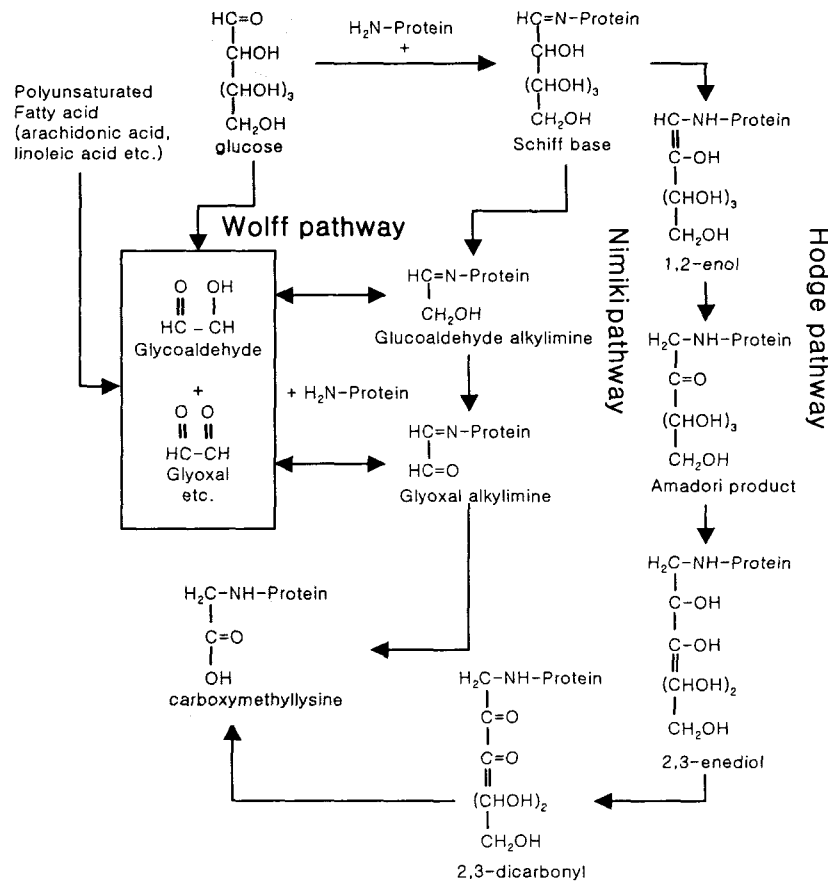 HC=O
CHOH
(CHOH)₃
CH₂OH
glucose
H₂N-Protein
+
HC=N-Protein
CHOH
(CHOH)₃
CH₂OH
Schiff base
Polyunsaturated
Fatty acid
(arachidonic acid,
linoleic acid etc.)
HC-NH-Protein
C-OH
(CHOH)₃
CH₂OH
1,2-enol
Wolff pathway
Nimiki pathway
Hodge pathway
O OH
HC - CH
Glycoaldehyde
+
O O
HC-CH
Glyoxal
etc.
+ H₂N-Protein
HC=N-Protein
CH₂OH
Glucoaldehyde alkylimine
HC=N-Protein
HC=O
Glyoxal alkylimine
H₂C-NH-Protein
C=O
(CHOH)₃
CH₂OH
Amadori product
H₂C-NH-Protein
C-OH
C-OH
(CHOH)₂
CH₂OH
2,3-enediol
H₂C-NH-Protein
C=O
OH
carboxymethyllysine
H₂C-NH-Protein
C=O
C=O
(CHOH)₂
CH₂OH
2,3-dicarbonyl